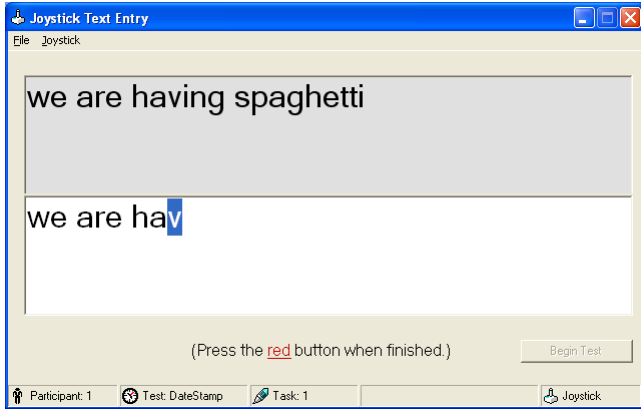 Joystick Text Entry
File Joystick
we are having spaghetti
we are hav
(Press the red button when finished.)
Begin Test
Participant: 1 Test: DateStamp Task: 1 Joystick